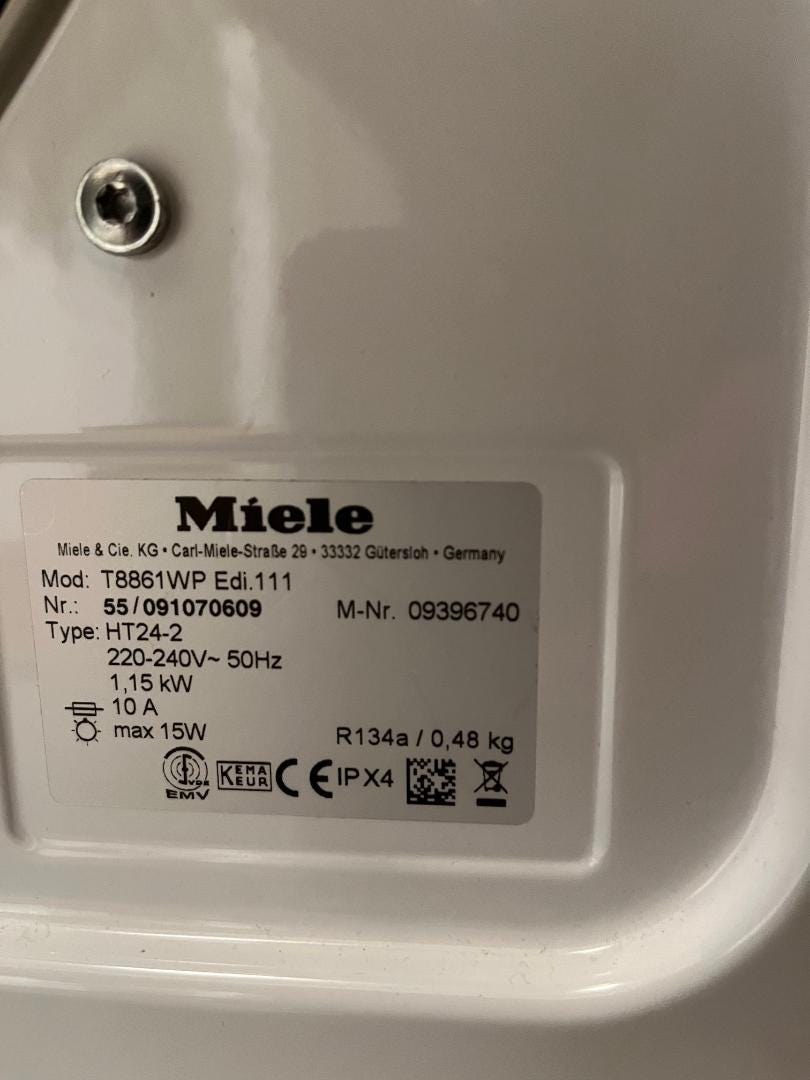 Miele
Miele & Cie. KG • Carl-Miele-Straße 29 • 33332 Gütersloh • Germany
Mod: T8861WP Edi.111
Nr.: 55/091070609 M-Nr. 09396740
Type: HT24-2
220-240V~ 50Hz
1,15 kW
10 A
max 15W R134a / 0,48 kg
VDE
EMV
KEMA
KEUR
CE IPX4